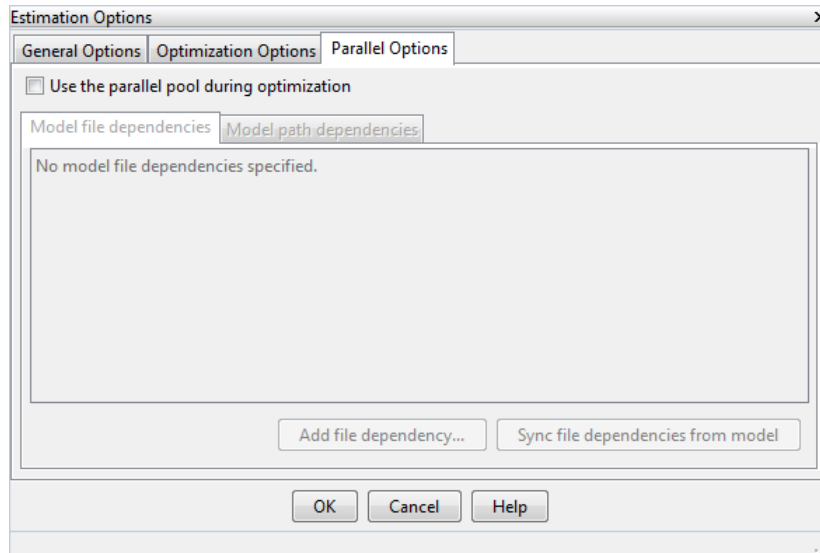 Estimation Options
General Options Optimization Options Parallel Options
Use the parallel pool during optimization
Model file dependencies Model path dependencies
No model file dependencies specified.
Add file dependency... Sync file dependencies from model
OK Cancel Help